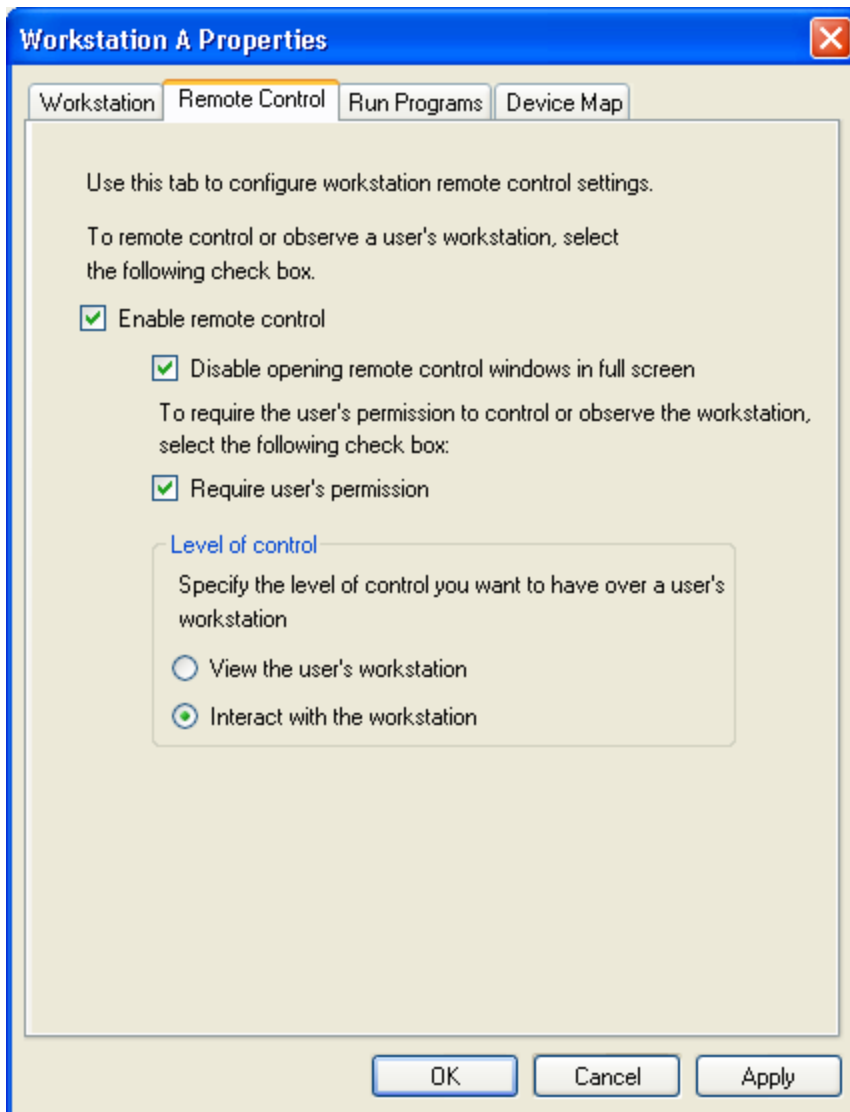 Workstation A Properties
Workstation Remote Control Run Programs Device Map
Use this tab to configure workstation remote control settings.
To remote control or observe a user's workstation, select
the following check box.
Enable remote control
Disable opening remote control windows in full screen
To require the user's permission to control or observe the workstation,
select the following check box:
Require user's permission
Level of control
Specify the level of control you want to have over a user's
workstation
View the user's workstation
Interact with the workstation
OK Cancel Apply